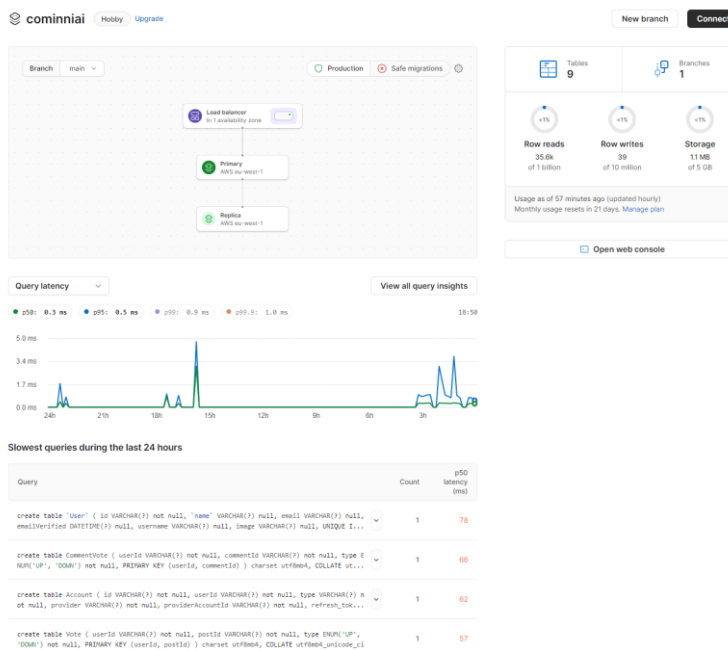 cominniai
Hobby
Upgrade
New branch
Connect
Branch main
Production
Safe migrations
Load balancer
In 1 availability zone
Primary
AWS eu-west-1
Replica
AWS eu-west-1
Tables
9
Branches
1
<1%
<1%
<1%
Row reads
35.6k
of 1 billion
Row writes
39
of 10 million
Storage
1.1 MB
of 5 GB
Usage as of 57 minutes ago (updated hourly)
Monthly usage resets in 21 days. Manage plan
Open web console
Query latency
View all query insights
p50: 0.3 ms
p95: 0.5 ms
p99: 0.9 ms
p99.9: 1.0 ms
18:50
5.0 ms
3.4 ms
1.7 ms
0.0 ms
24h 21h 18h 15h 12h 9h 6h 3h
Slowest queries during the last 24 hours
Query
Count
p50
latency
(ms)
create table `User` ( id VARCHAR(?) not null, `name` VARCHAR(?) null, email VARCHAR(?) null,
emailVerified DATETIME(?) null, username VARCHAR(?) null, image VARCHAR(?) null, UNIQUE I...
1
78
create table CommentVote ( userId VARCHAR(?) not null, commentId VARCHAR(?) not null, type E
NUM('UP', 'DOWN') not null, PRIMARY KEY (userId, commentId) ) charset utf8mb4, COLLATE ut...
1
66
create table Account ( id VARCHAR(?) not null, userId VARCHAR(?) not null, type VARCHAR(?) n
ot null, provider VARCHAR(?) not null, providerAccountId VARCHAR(?) not null, refresh_tok...
1
62
create table Vote ( userId VARCHAR(?) not null, postId VARCHAR(?) not null, type ENUM('UP',
'DOWN') not null, PRIMARY KEY (userId, postId) ) charset utf8mb4, COLLATE utf8mb4_unicode_ci
1
57